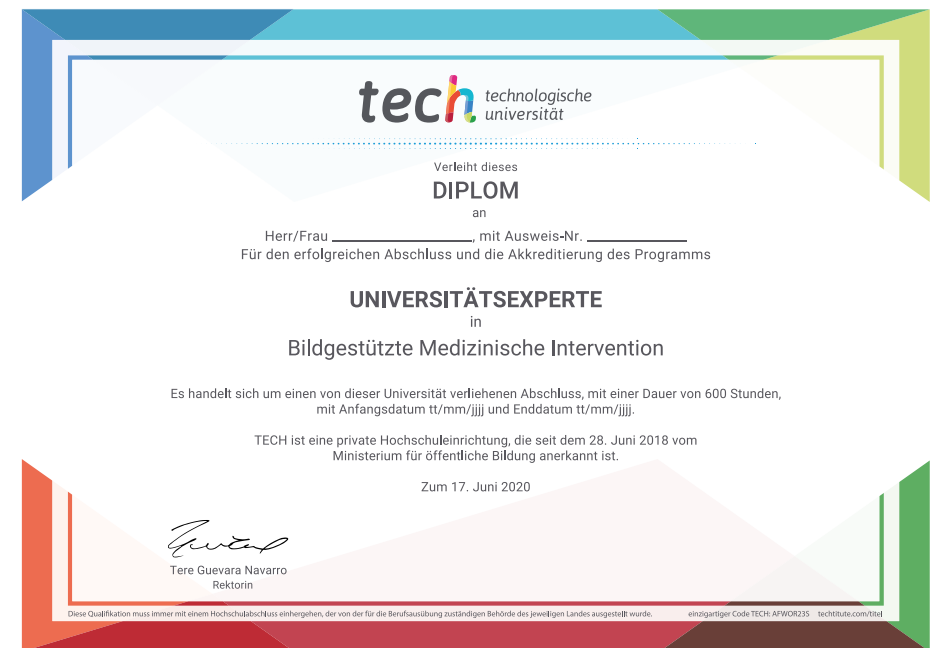 tech technologische
universität
Verleiht dieses
DIPLOM
an
Herr/Frau ____________________, mit Ausweis-Nr. ______________
Für den erfolgreichen Abschluss und die Akkreditierung des Programms
UNIVERSITÄTSEXPERTE
in
Bildgestützte Medizinische Intervention
Es handelt sich um einen von dieser Universität verliehenen Abschluss, mit einer Dauer von 600 Stunden,
mit Anfangsdatum tt/mm/jjjj und Enddatum tt/mm/jjjj.
TECH ist eine private Hochschuleinrichtung, die seit dem 28. Juni 2018 vom
Ministerium für öffentliche Bildung anerkannt ist.
Zum 17. Juni 2020
Tere Guevara Navarro
Rektorin
Diese Qualifikation muss immer mit einem Hochschulabschluss einhergehen, der von der für die Berufsausübung zuständigen Behörde des jeweiligen Landes ausgestellt wurde. einzigartiger Code TECH: AFWOR23S techtitute.com/titel